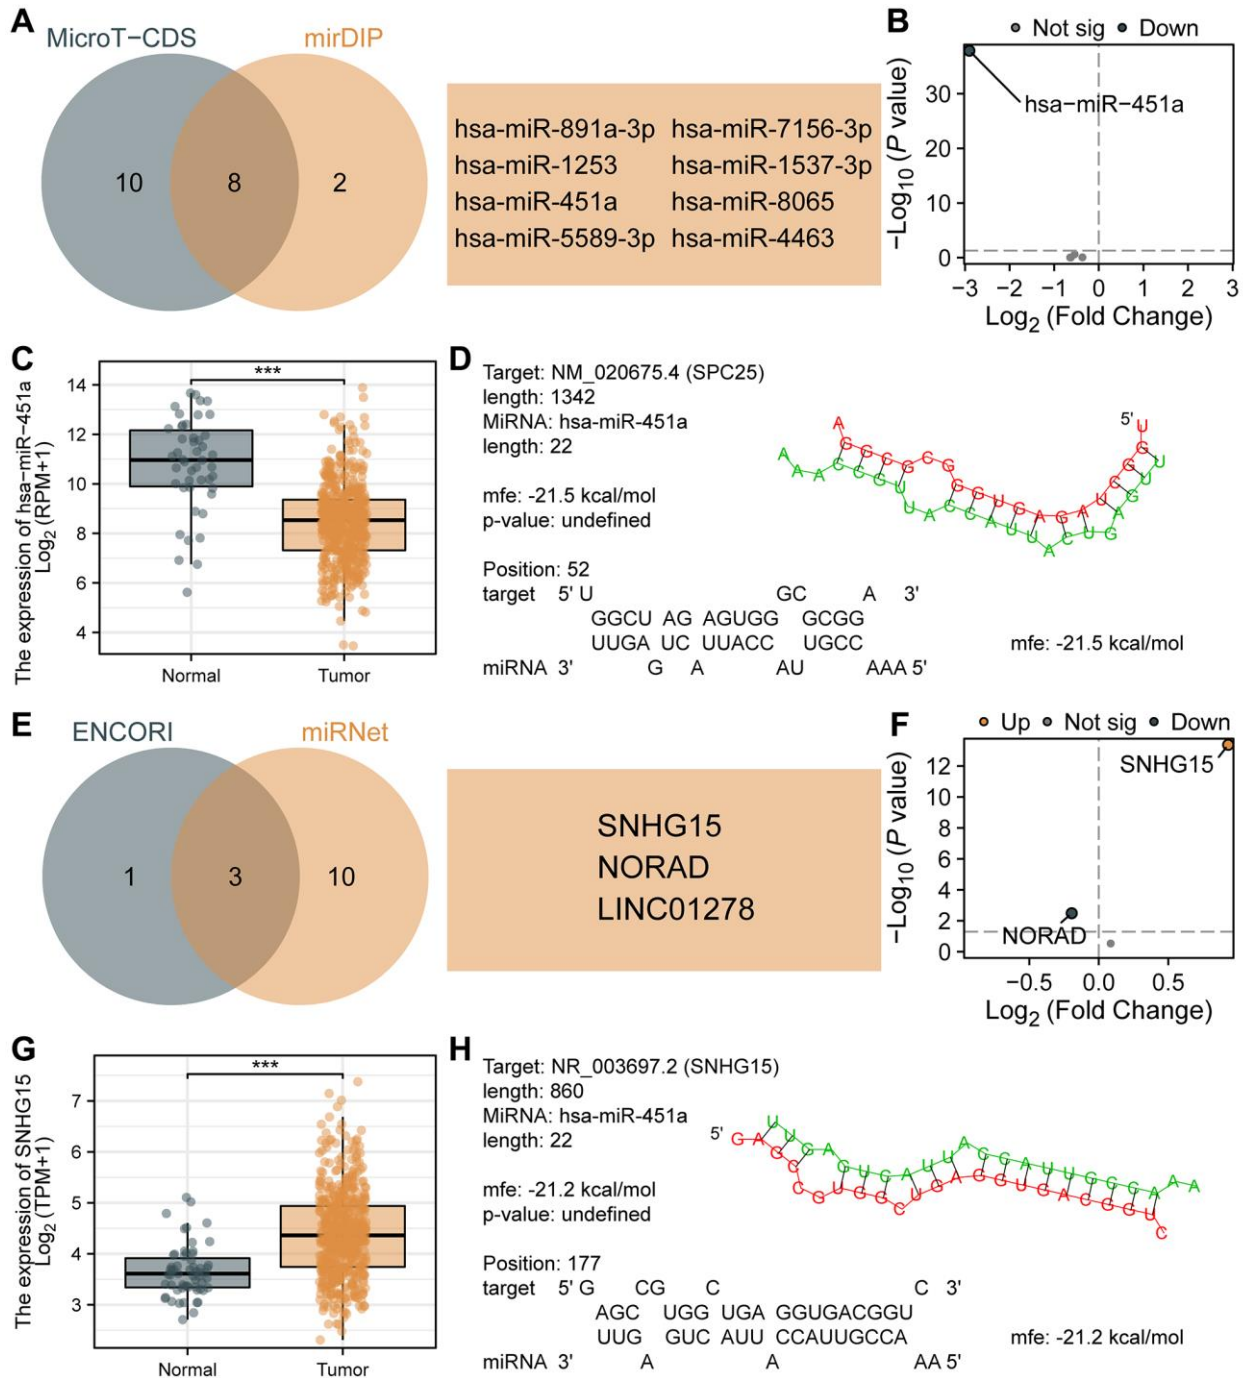 A
MicroT−CDS mirDIP
10 8 2
hsa-miR-891a-3p hsa-miR-7156-3p
hsa-miR-1253 hsa-miR-1537-3p
hsa-miR-451a hsa-miR-8065
hsa-miR-5589-3p hsa-miR-4463
B
Not sig Down
hsa−miR−451a
30
20
10
0
−3 −2 −1 0 1 2 3
−Log10 (P value)
Log2 (Fold Change)
C
The expression of hsa−miR−451a
Log2 (RPM+1)
14
12
10
8
6
4
***
Normal Tumor
D
Target: NM_020675.4 (SPC25)
length: 1342
MiRNA: hsa-miR-451a
length: 22
mfe: -21.5 kcal/mol
p-value: undefined
Position: 52
target 5' U GC A 3'
GGCU AG AGUGG GCGG
UUGA UC UUACC UGCC
miRNA 3' G A AU AAA 5'
5'
mfe: -21.5 kcal/mol
E
ENCORI miRNet
1 3 10
SNHG15
NORAD
LINC01278
F
Up Not sig Down
SNHG15
NORAD
12
10
8
6
4
2
0
−0.5 0.0 0.5
−Log10 (P value)
Log2 (Fold Change)
G
The expression of SNHG15
Log2 (TPM+1)
7
6
5
4
3
***
Normal Tumor
H
Target: NR_003697.2 (SNHG15)
length: 860
MiRNA: hsa-miR-451a
length: 22
mfe: -21.2 kcal/mol
p-value: undefined
Position: 177
target 5' G CG C C 3'
AGC UGG UGA GGUGACGGU
UUG GUC AUU CCAUUGCCA
miRNA 3' A A AA 5'
5'
mfe: -21.2 kcal/mol